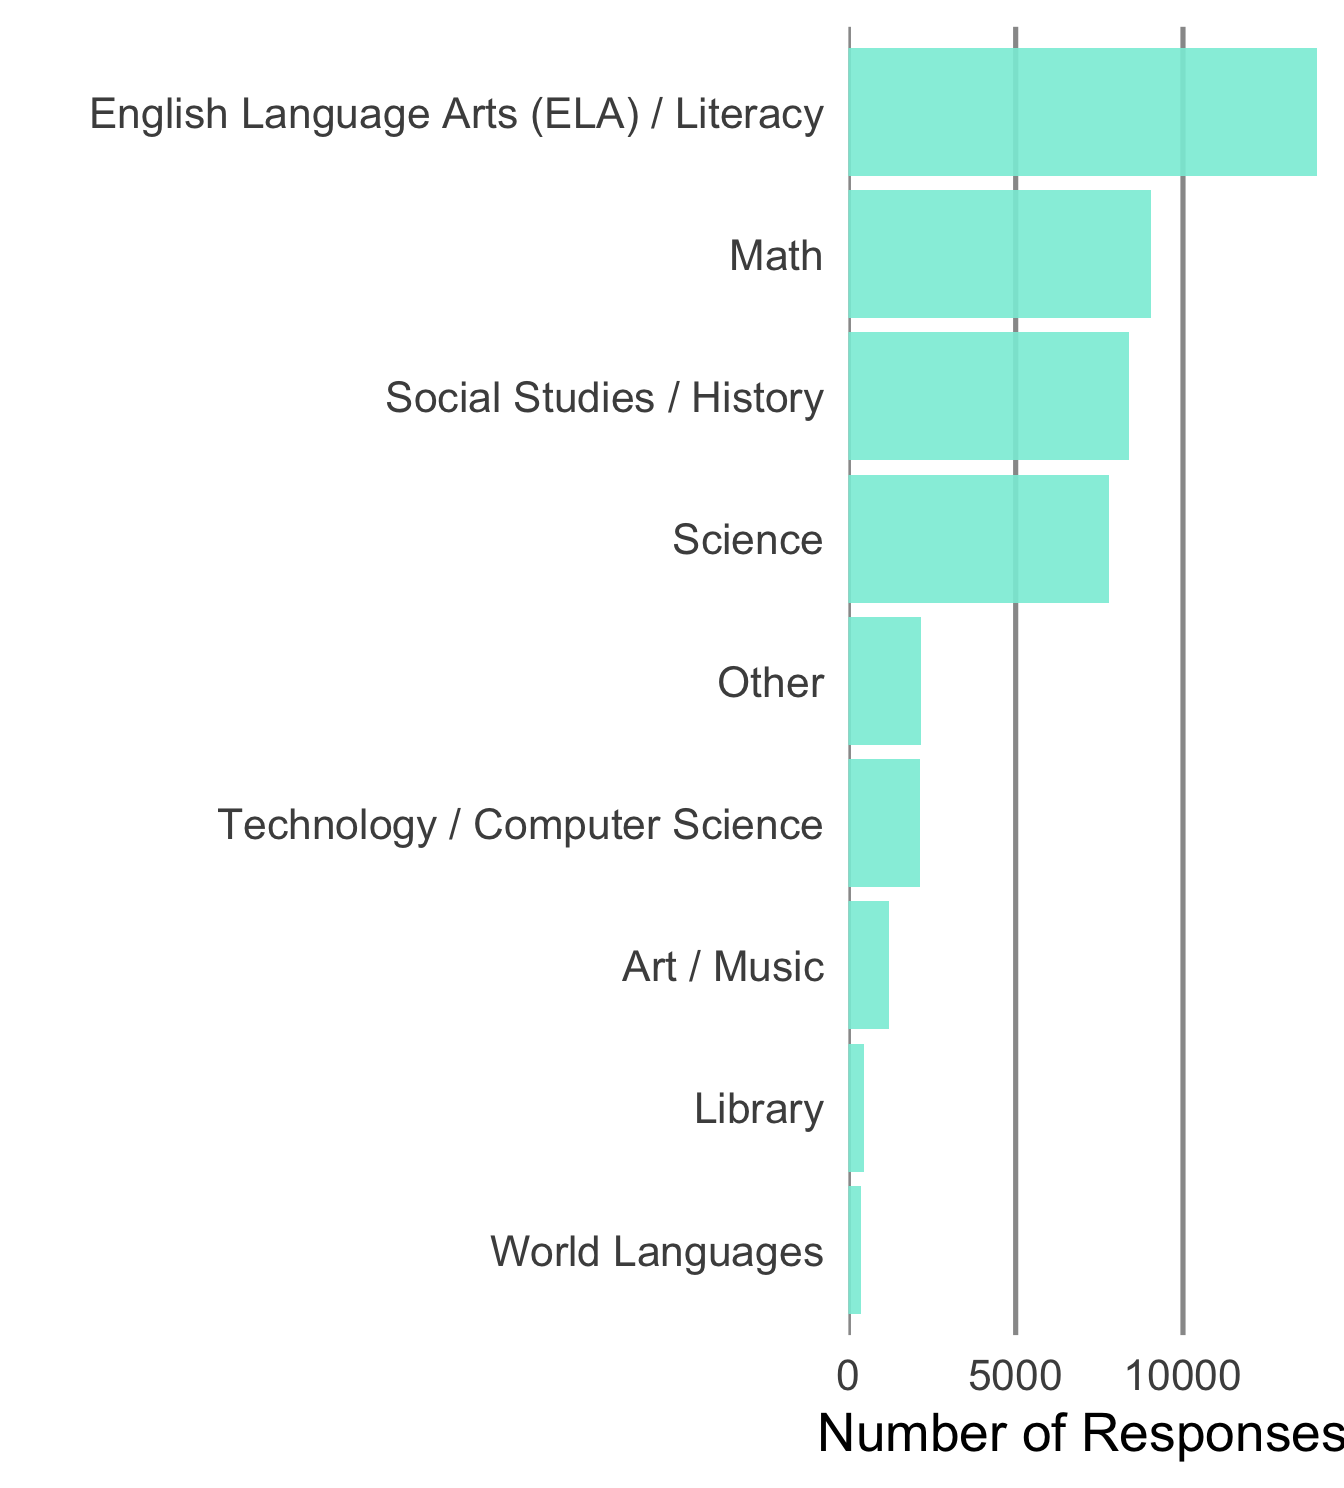 English Language Arts (ELA) / Literacy
Math
Social Studies / History
Science
Other
Technology / Computer Science
Art / Music
Library
World Languages
0 5000 10000
Number of Responses